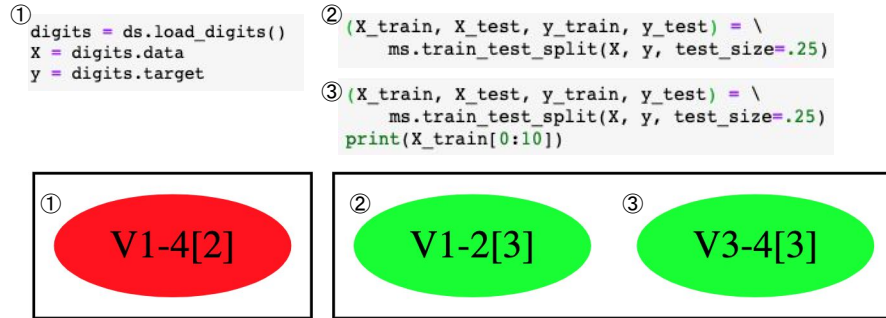 ①
digits = ds.load_digits()
X = digits.data
y = digits.target
②
(X_train, X_test, y_train, y_test) = \
ms.train_test_split(X, y, test_size=.25)
③
(X_train, X_test, y_train, y_test) = \
ms.train_test_split(X, y, test_size=.25)
print(X_train[0:10])
①
V1-4[2]
②
V1-2[3]
③
V3-4[3]